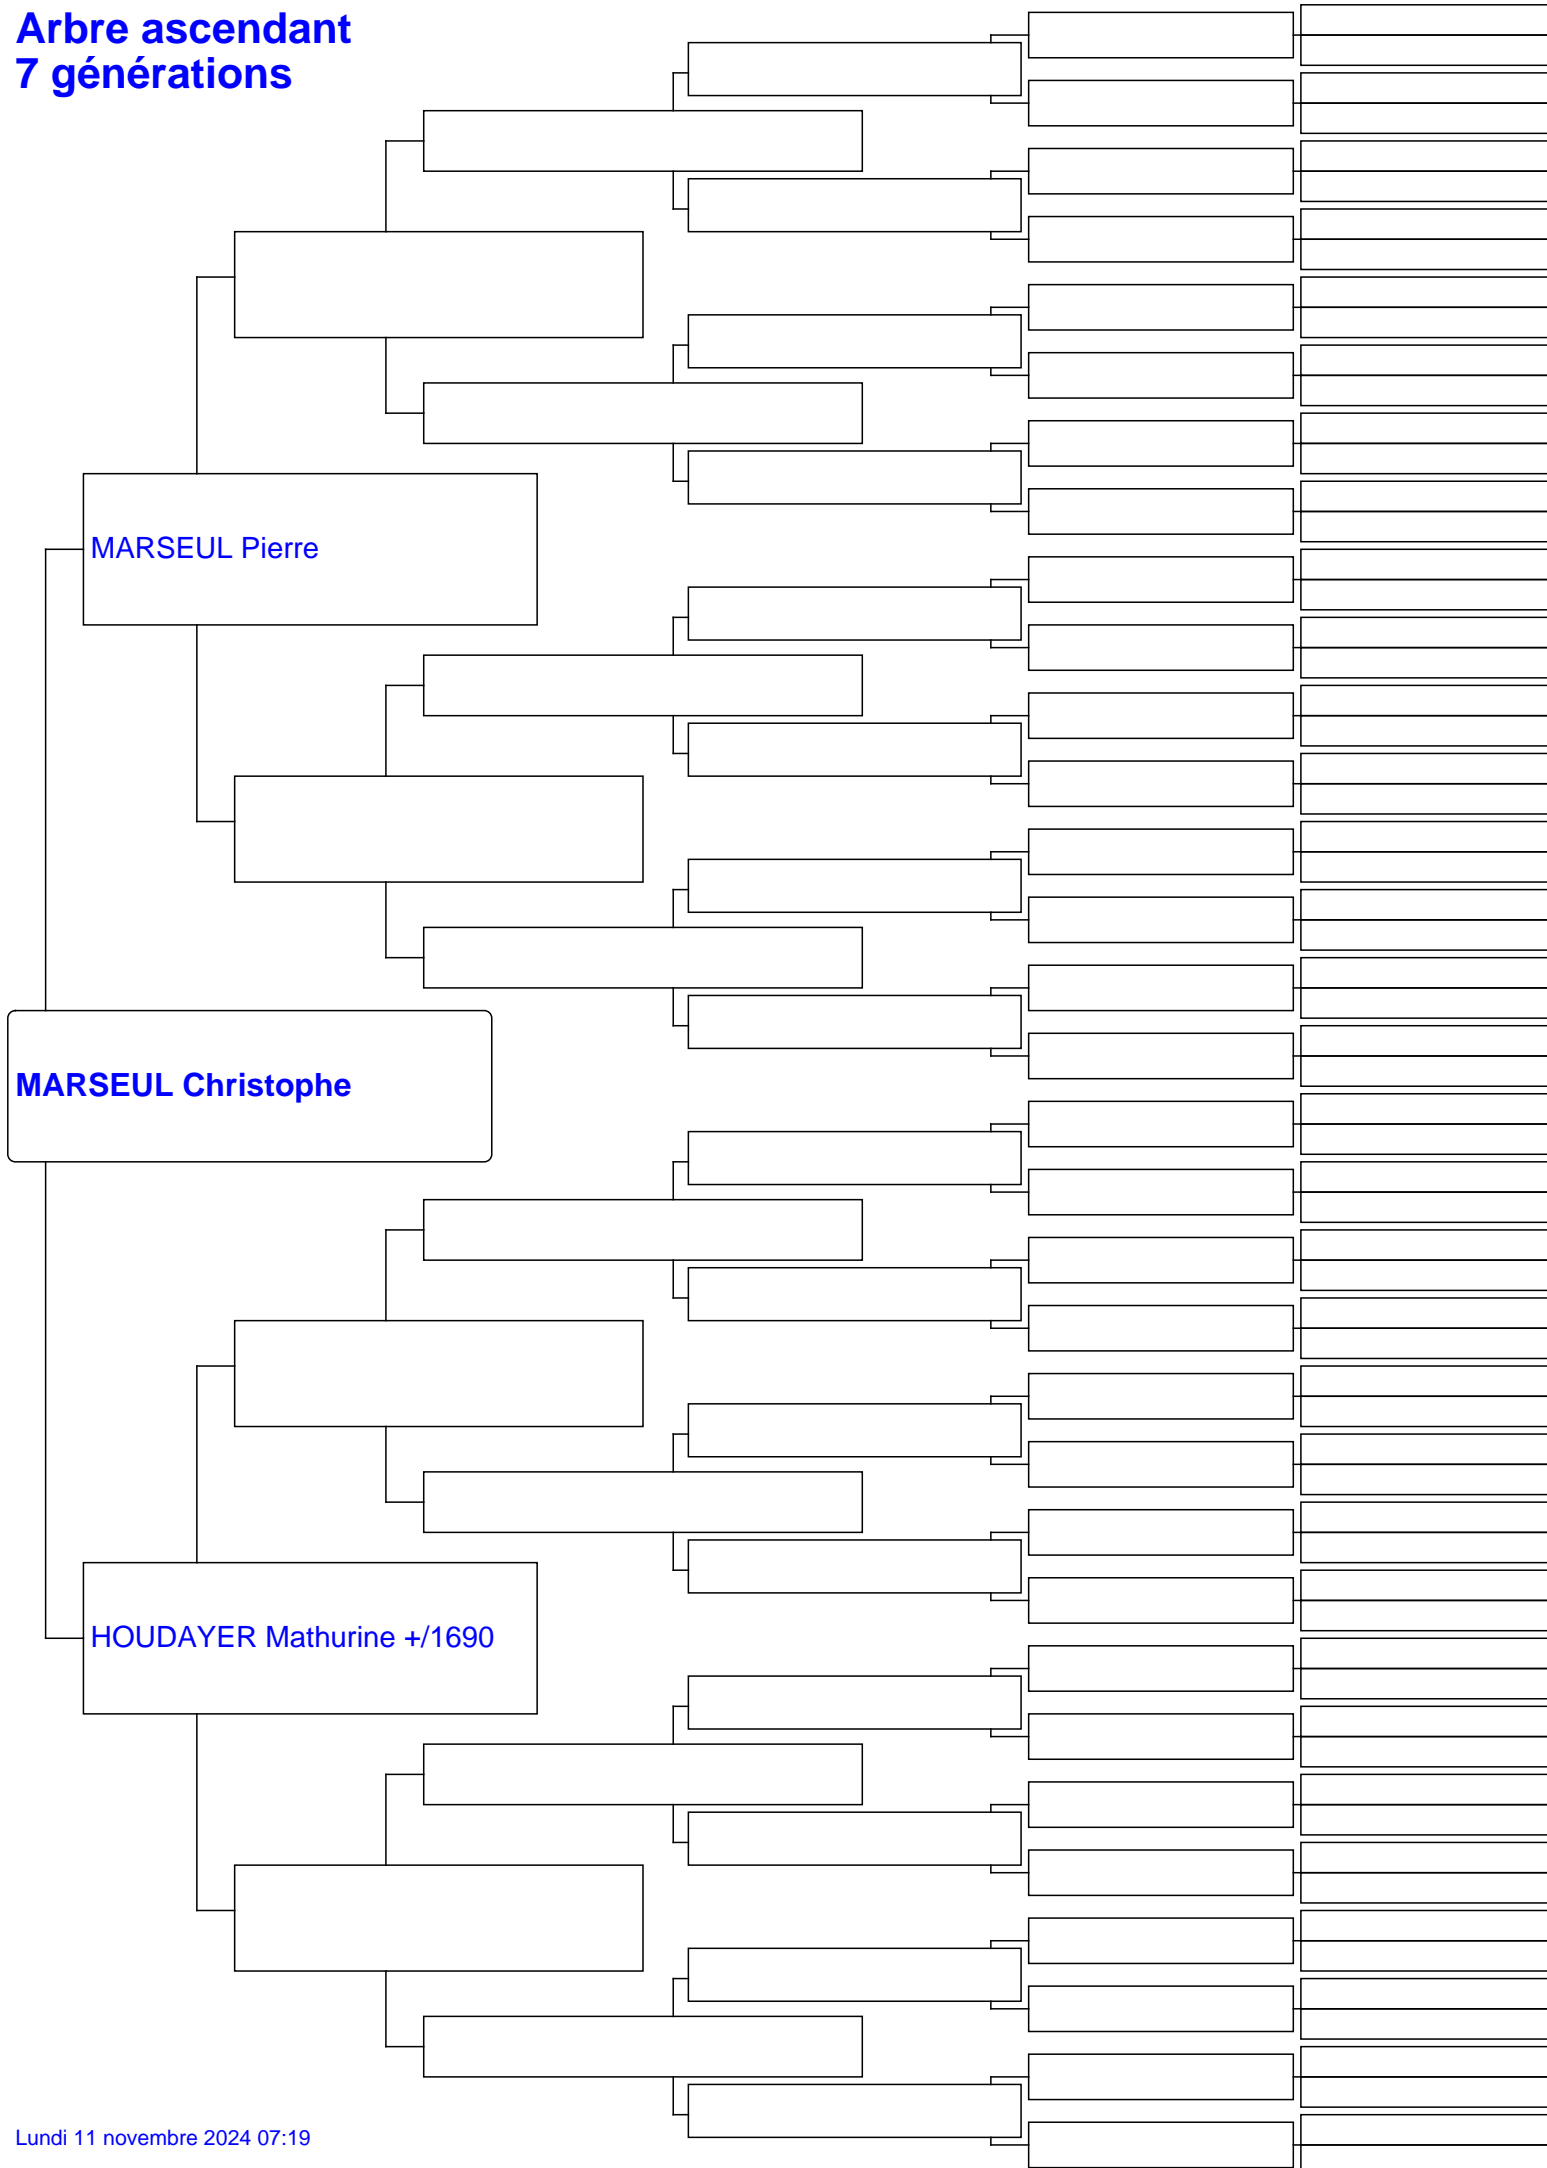 Arbre ascendant
7 générations
MARSEUL Pierre
MARSEUL Christophe
HOUDAYER Mathurine +/1690
Lundi 11 novembre 2024 07:19